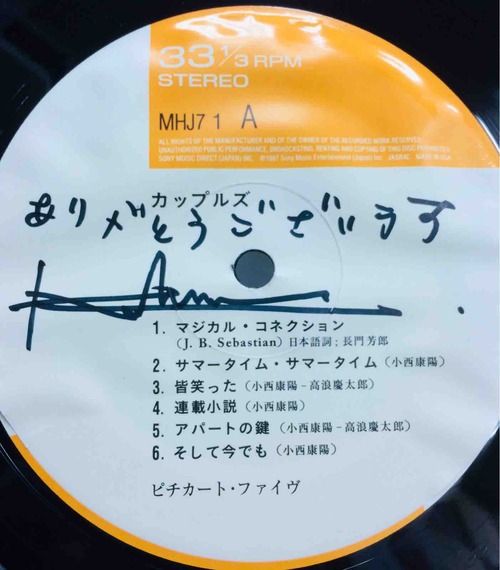 33 1/3 RPM
STEREO
MHJ7 1 A
ALL RIGHTS OF THE MANUFACTURER AND OF THE OWNER OF THE RECORDED WORK RESERVED.
UNAUTHORIZED PUBLIC PERFORMANCE, BROADCASTING, RENTING AND COPYING OF THIS DISC PROHIBITED.
SONY MUSIC DIRECT (JAPAN) INC. ℗1987 Sony Music Entertainment (Japan) Inc. JASRAC MADE IN USA
カップルズ
ありがとうございます
1. マジカル・コネクション
(J. B. Sebastian) 日本語詞 ; 長門芳郎
2. サマータイム・サマータイム (小西康陽)
3. 皆笑った (小西康陽–高浪慶太郎)
4. 連載小説 (小西康陽)
5. アパートの鍵 (小西康陽–高浪慶太郎)
6. そして今でも (小西康陽)
ピチカート・ファイヴ